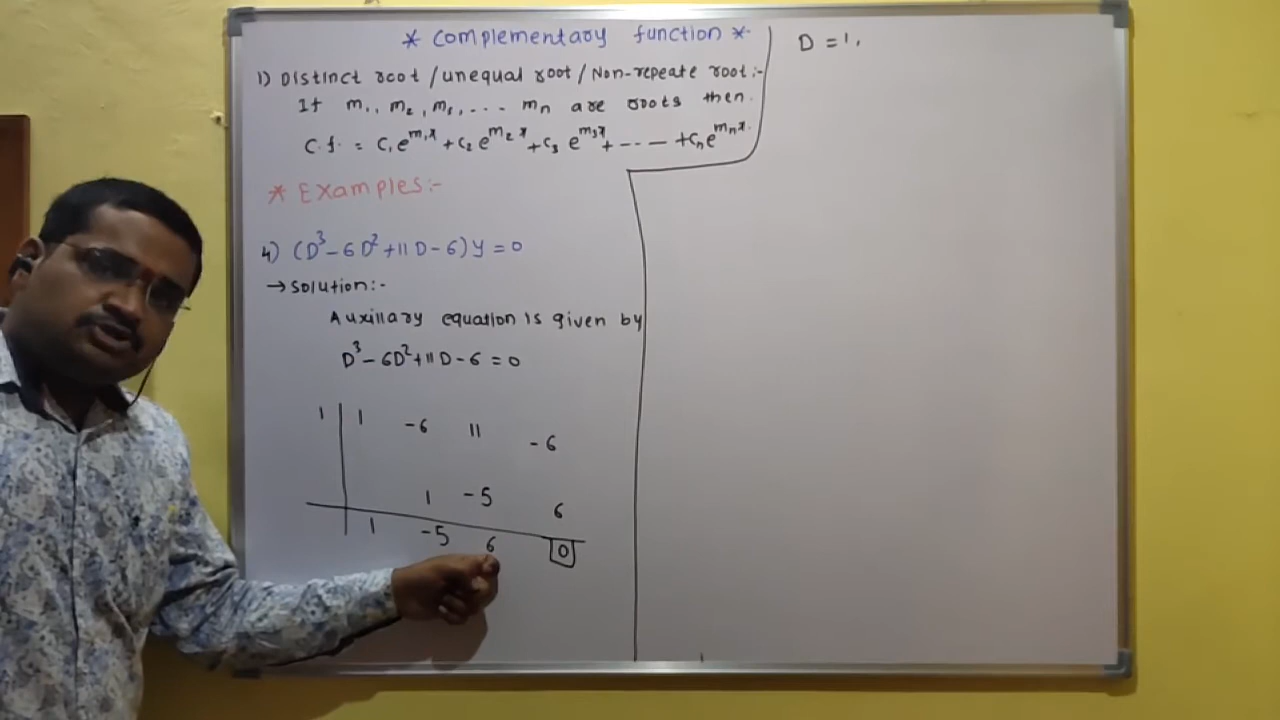 * Complementary function *
1) Distinct root / unequal root / Non-repeate root :-
If m₁, m₂, m₃, ... mₙ are roots then.
C.f. = C₁e^m₁x + C₂e^m₂x + C₃e^m₃x + --- + Cₙe^mₙx.
* Examples:-
4) (D³ - 6D² + 11D - 6) y = 0
→ Solution:-
Auxillary equation is given by
D³ - 6D² + 11D - 6 = 0
1 | 1 -6 11 -6
1 -5 6
1 -5 6 0
D = 1,